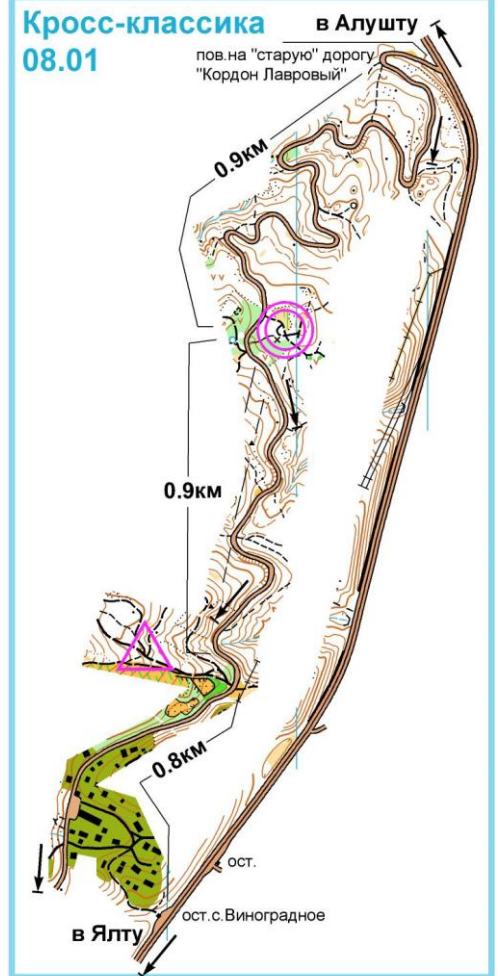 Кросс-классика
08.01
в Алушту
пов.на "старую" дорогу
"Кордон Лавровый"
0.9км
0.9км
0.8км
ост.
ост.с.Виноградное
в Ялту